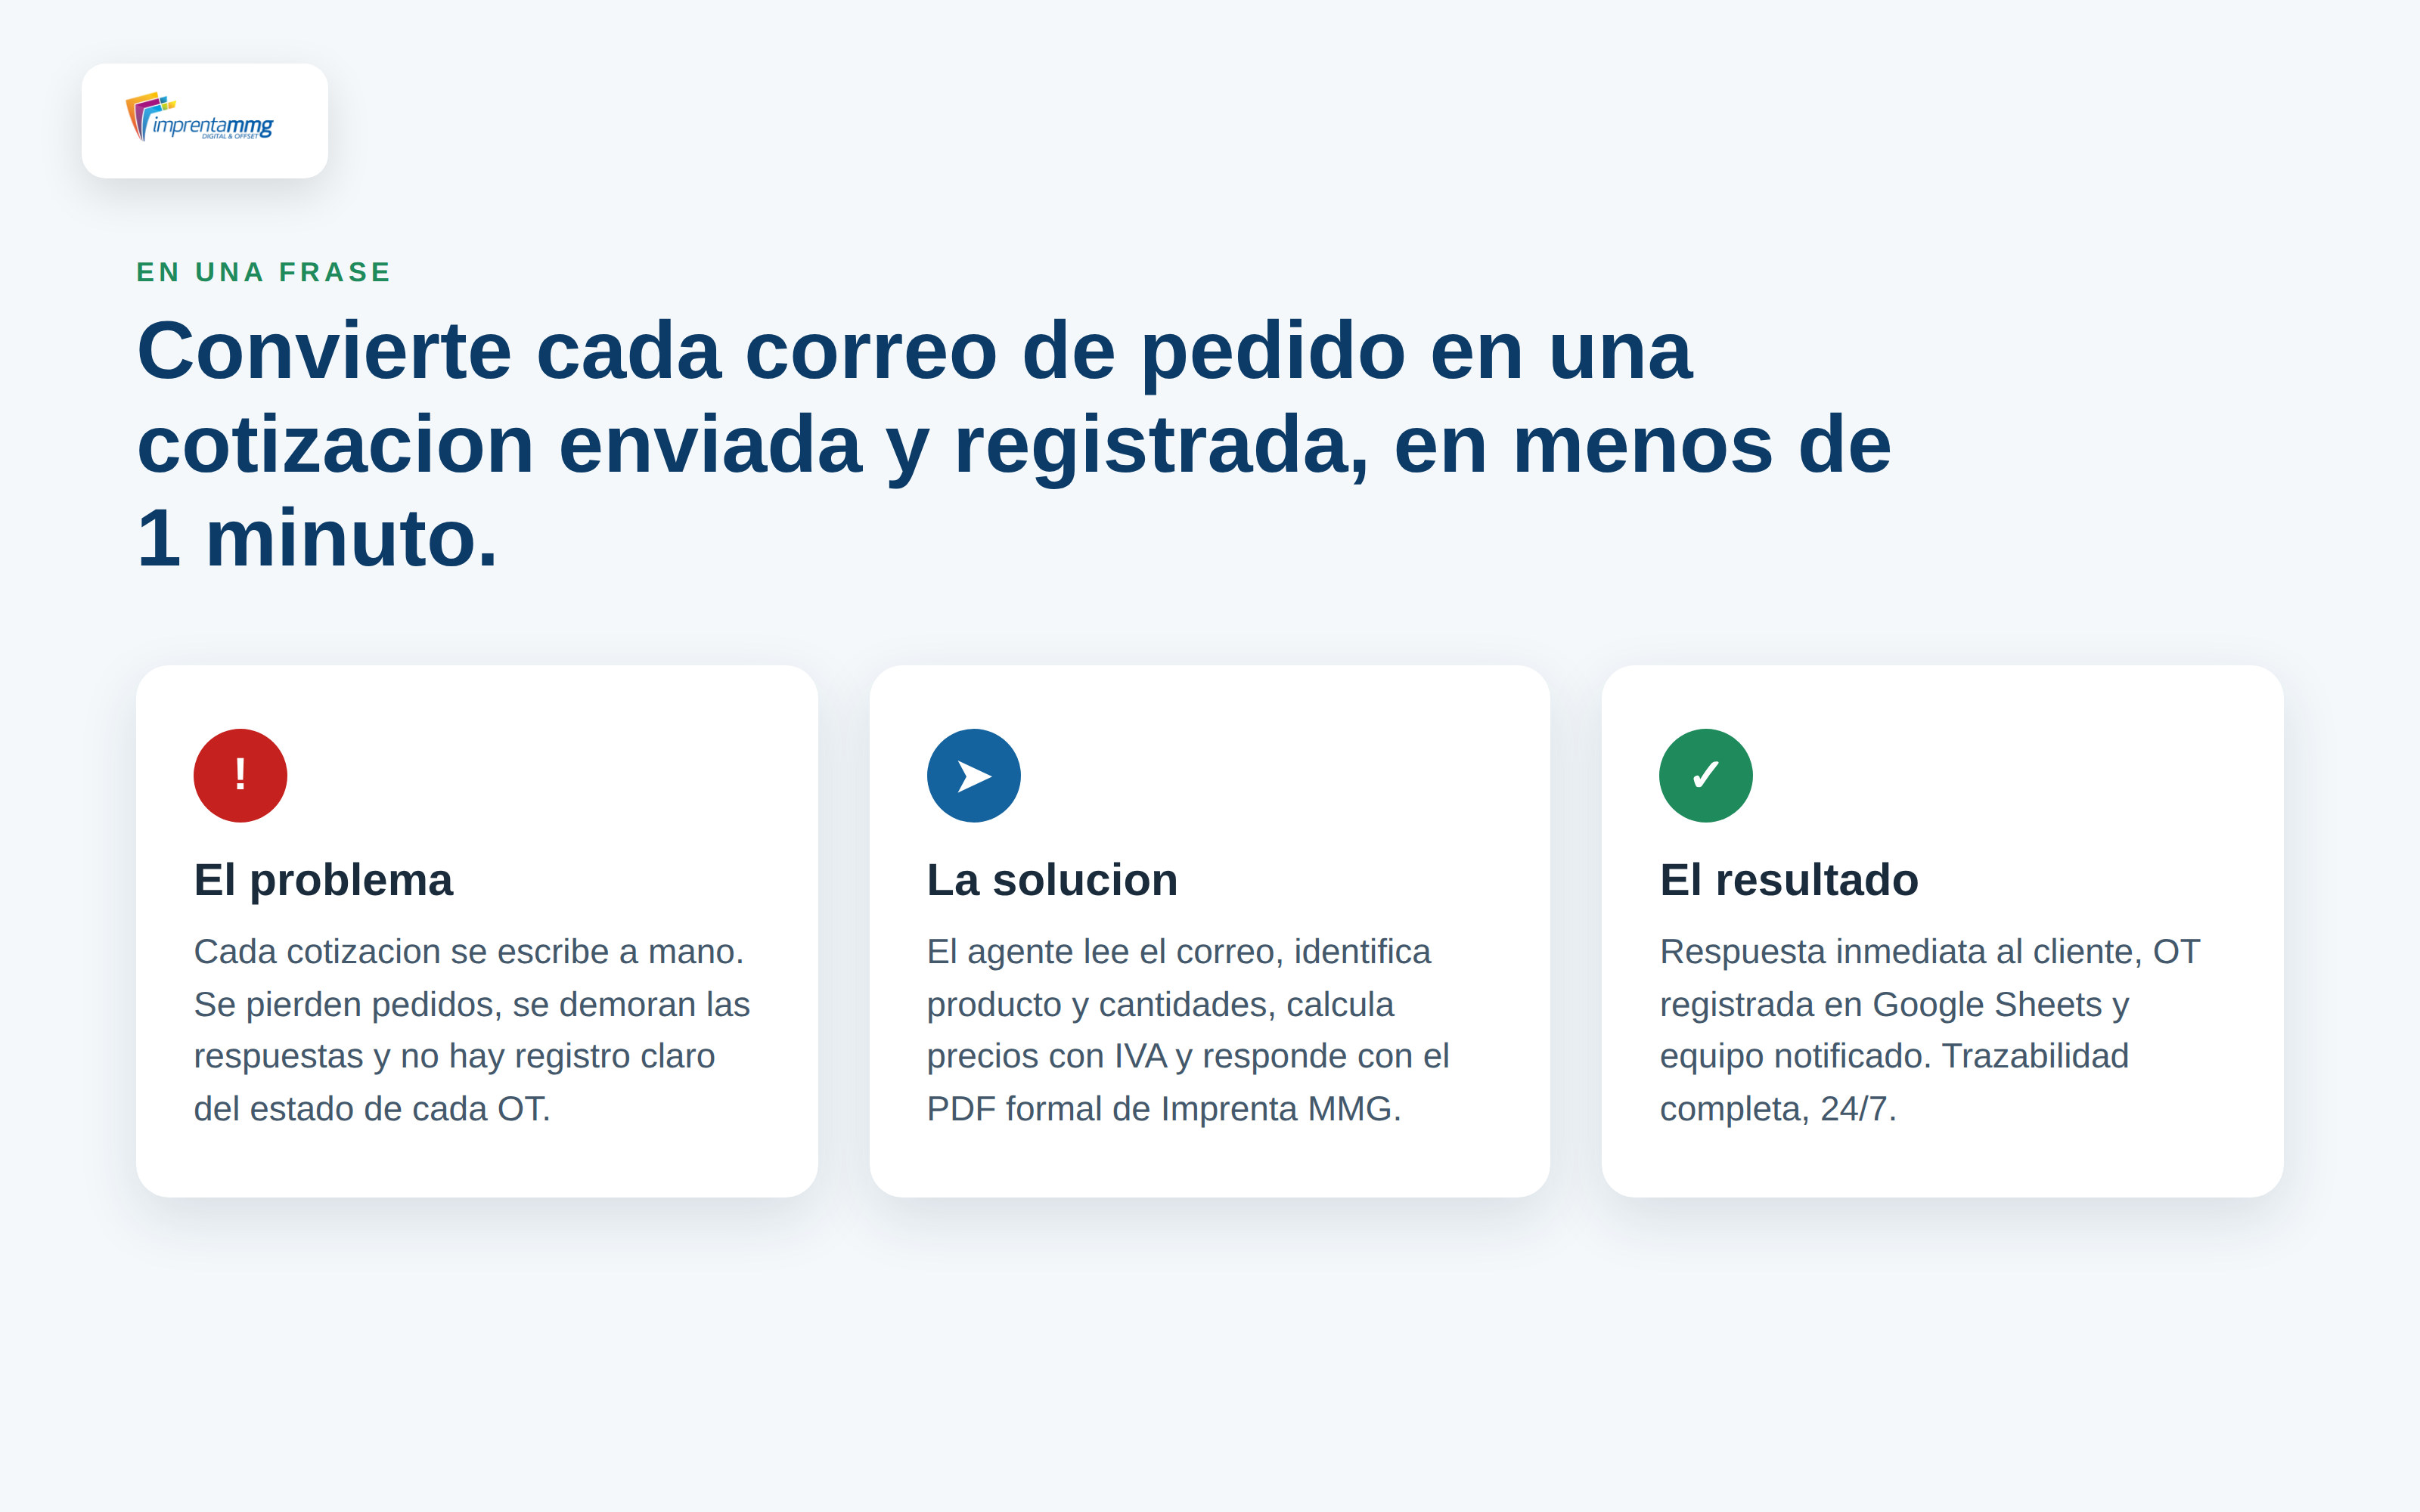 imprentammg
DIGITAL & OFFSET
EN UNA FRASE
Convierte cada correo de pedido en una
cotizacion enviada y registrada, en menos de
1 minuto.
!
El problema
Cada cotizacion se escribe a mano.
Se pierden pedidos, se demoran las
respuestas y no hay registro claro
del estado de cada OT.
➤
La solucion
El agente lee el correo, identifica
producto y cantidades, calcula
precios con IVA y responde con el
PDF formal de Imprenta MMG.
✓
El resultado
Respuesta inmediata al cliente, OT
registrada en Google Sheets y
equipo notificado. Trazabilidad
completa, 24/7.